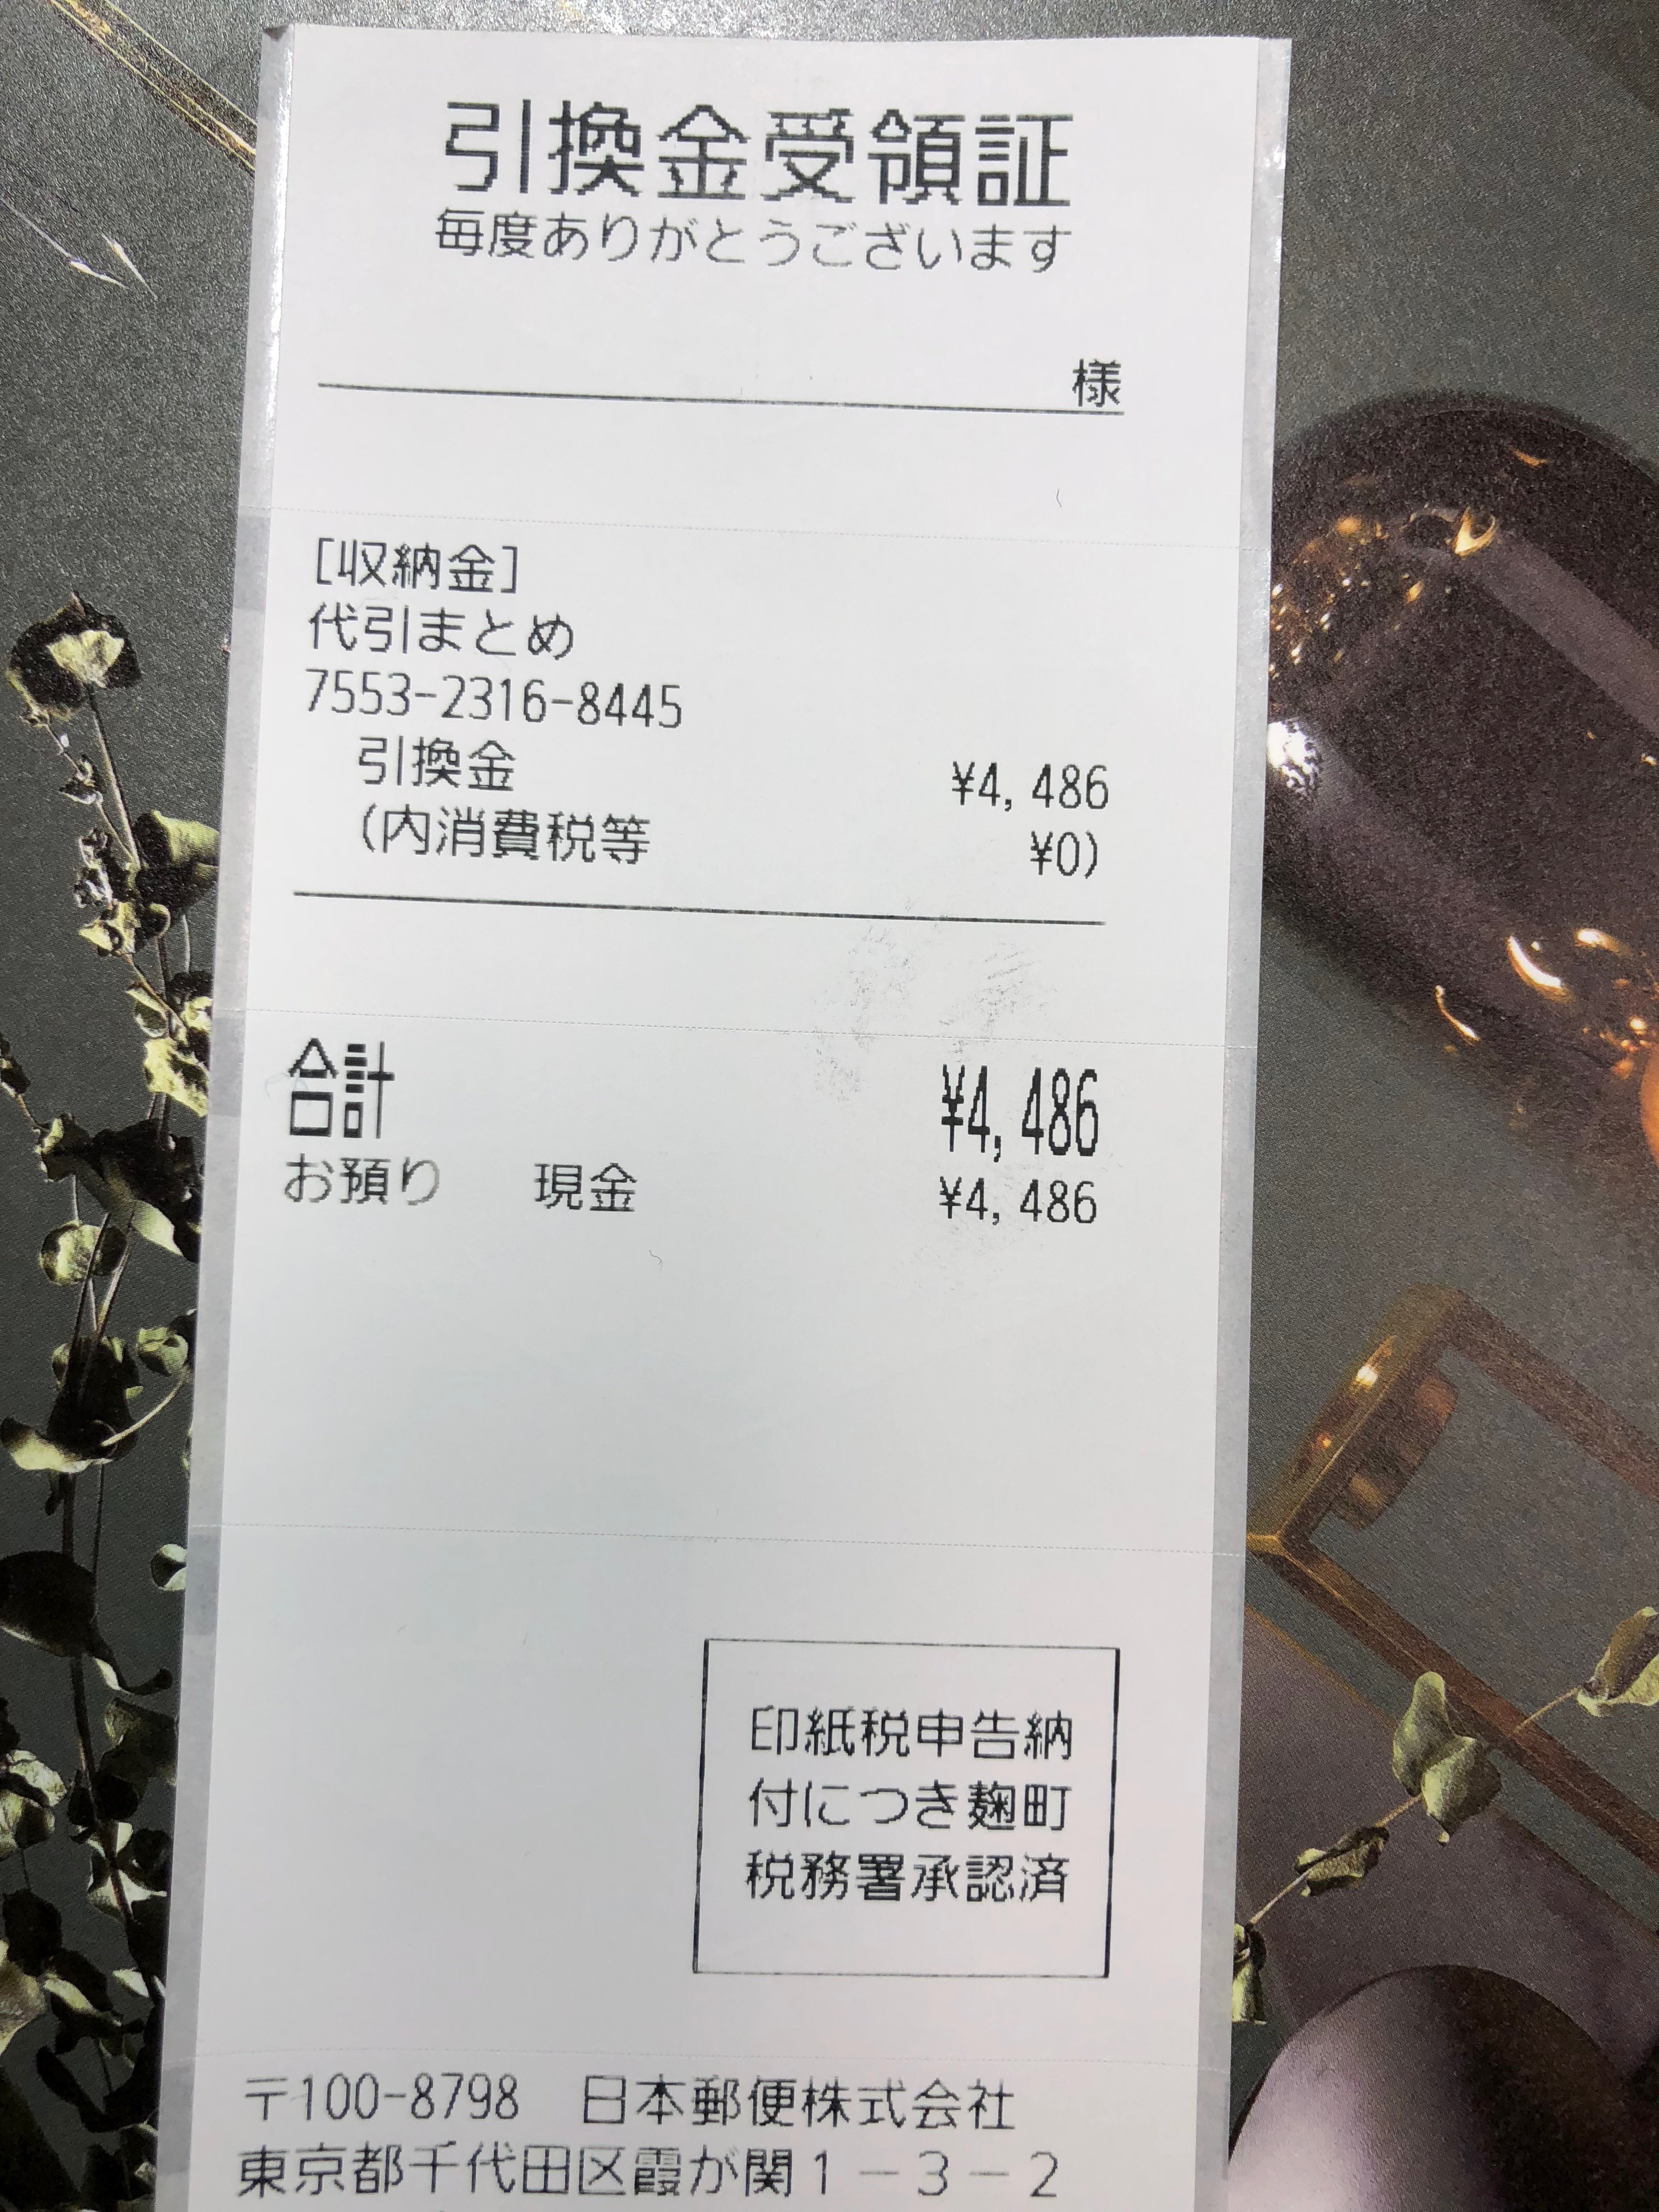 引換金受領証
毎度ありがとうございます
様
[収納金]
代引まとめ
7553-2316-8445
引換金 ¥4,486
(内消費税等 ¥0)
合計 ¥4,486
お預り 現金 ¥4,486
印紙税申告納
付につき麹町
税務署承認済
〒100-8798 日本郵便株式会社
東京都千代田区霞が関1-3-2